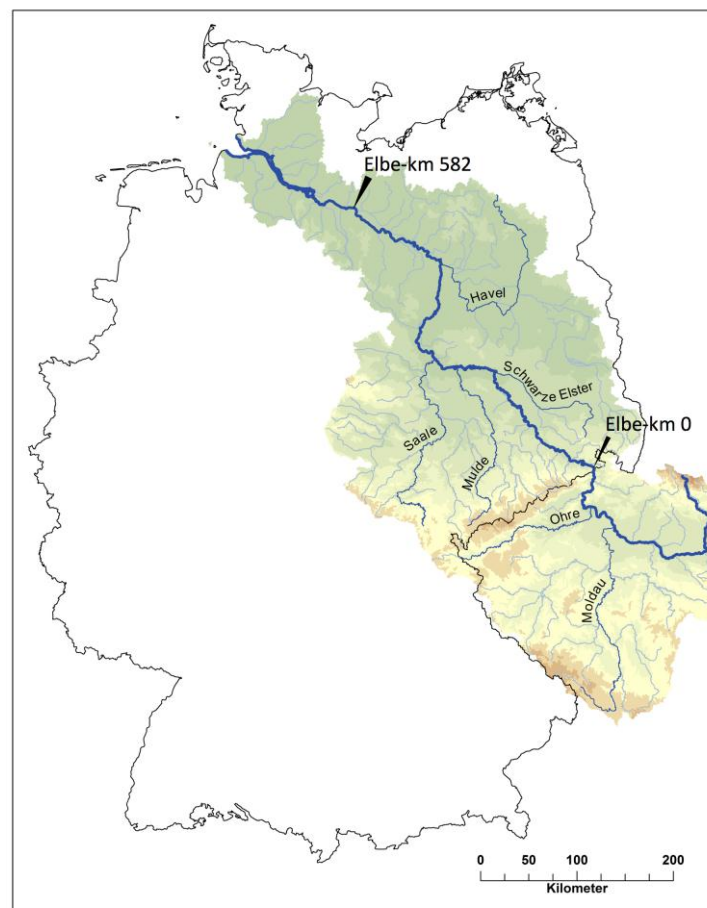 Elbe-km 582
Havel
Schwarze Elster
Elbe-km 0
Saale
Mulde
Ohre
Moldau
0 50 100 200
Kilometer